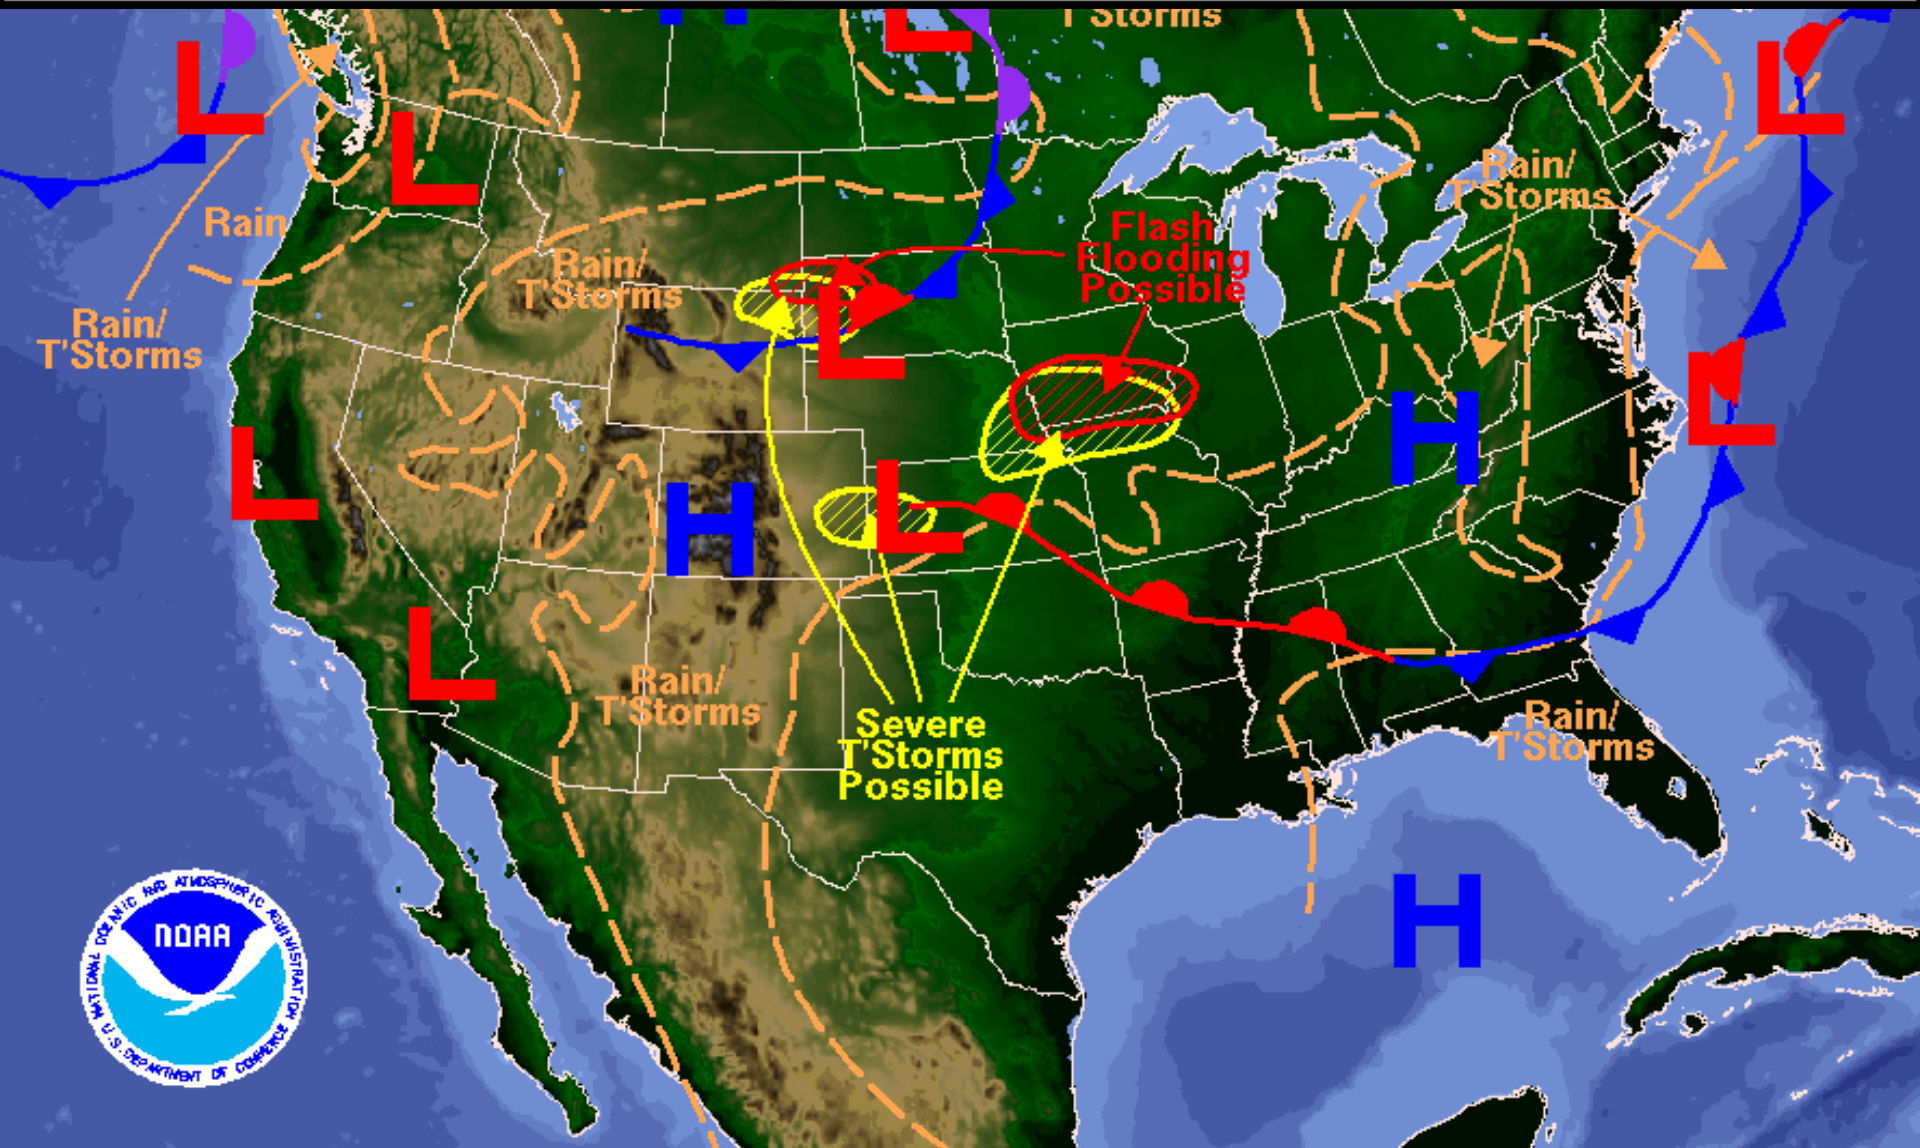 T'Storms
H
L
L
L
L
Rain/
T'Storms
Rain
Flash
Flooding
Possible
Rain/
T'Storms
Rain/
T'Storms
L
L
H
L
H
L
L
Rain/
T'Storms
Severe
T'Storms
Possible
Rain/
T'Storms
H
NOAA
NATIONAL OCEANIC AND ATMOSPHERIC ADMINISTRATION
U.S. DEPARTMENT OF COMMERCE